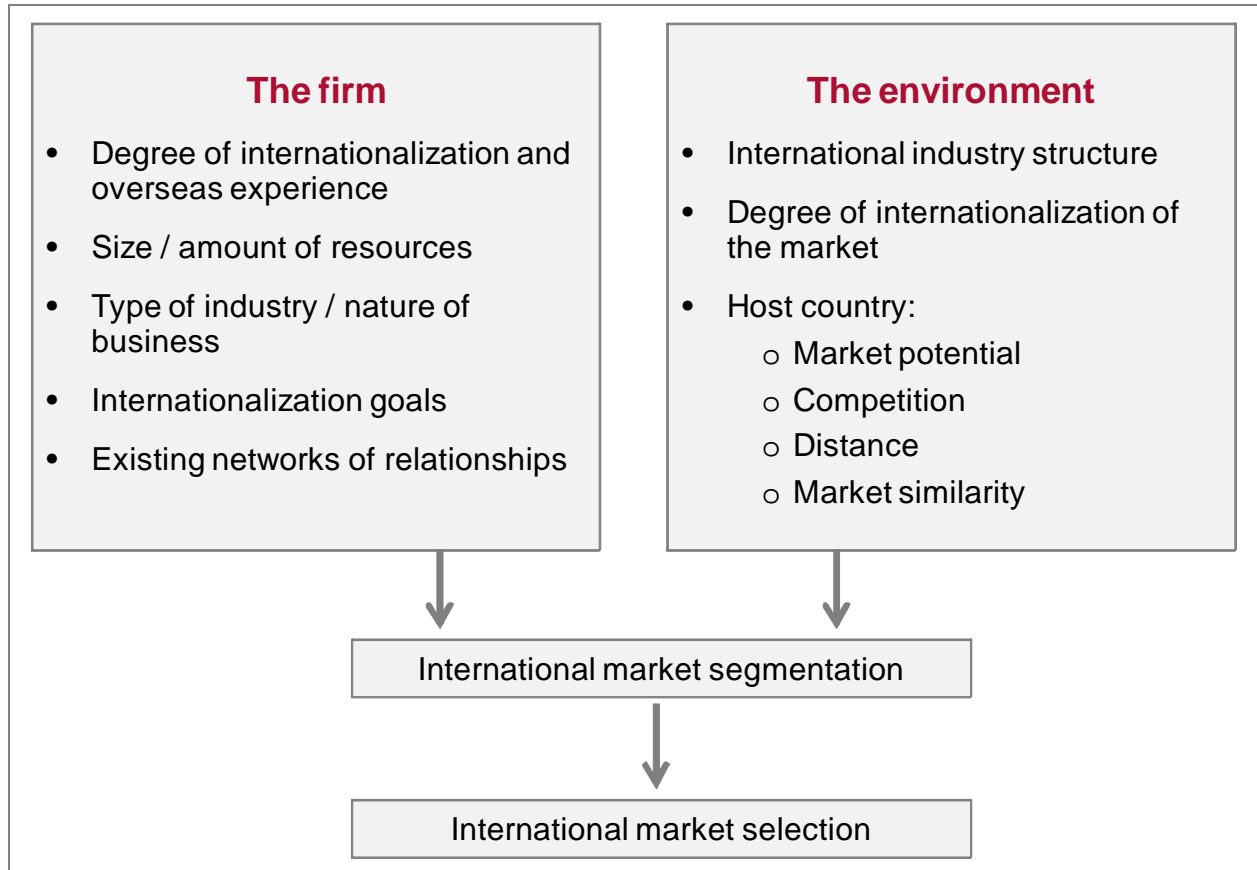 The firm
• Degree of internationalization and
overseas experience
• Size / amount of resources
• Type of industry / nature of
business
• Internationalization goals
• Existing networks of relationships
The environment
• International industry structure
• Degree of internationalization of
the market
• Host country:
o Market potential
o Competition
o Distance
o Market similarity
International market segmentation
International market selection